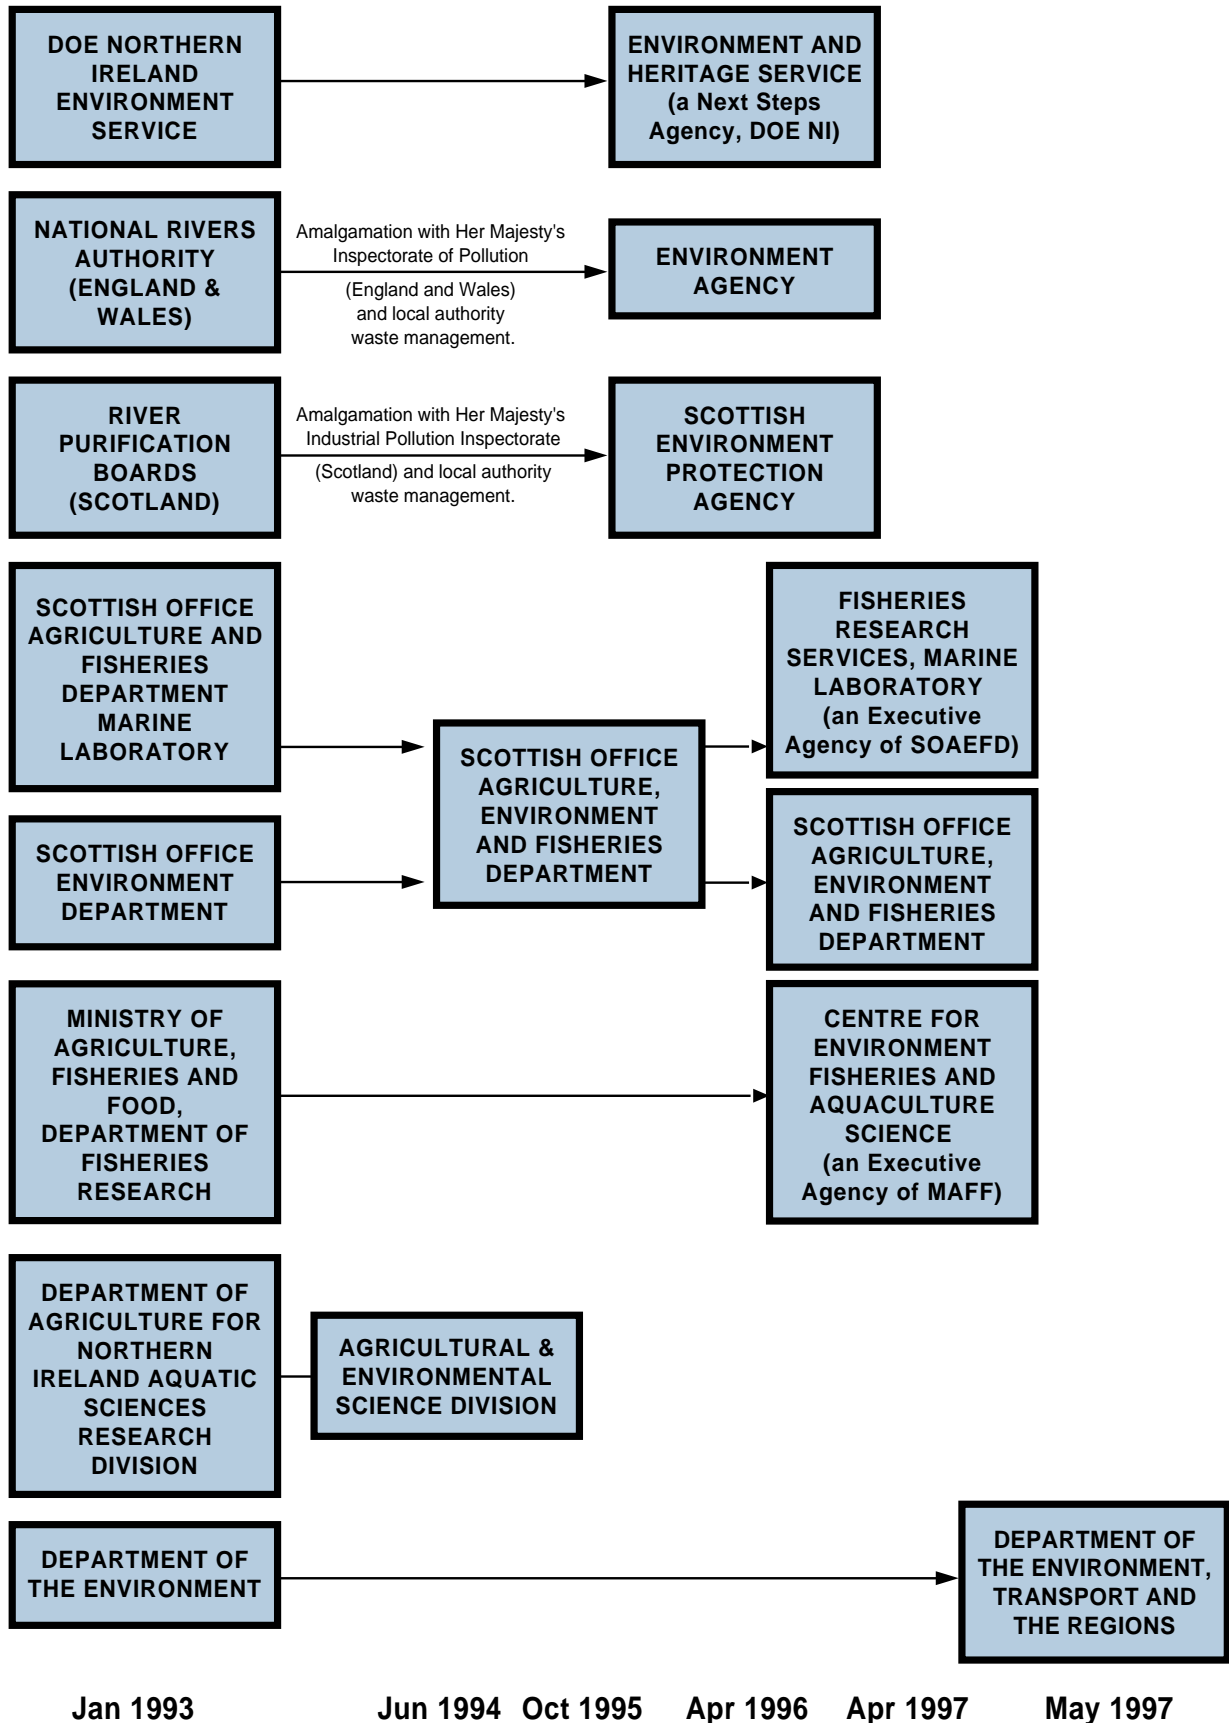 DOE NORTHERN
IRELAND
ENVIRONMENT
SERVICE
ENVIRONMENT AND
HERITAGE SERVICE
(a Next Steps
Agency, DOE NI)
NATIONAL RIVERS
AUTHORITY
(ENGLAND &
WALES)
Amalgamation with Her Majesty's
Inspectorate of Pollution
(England and Wales)
and local authority
waste management.
ENVIRONMENT
AGENCY
RIVER
PURIFICATION
BOARDS
(SCOTLAND)
Amalgamation with Her Majesty's
Industrial Pollution Inspectorate
(Scotland) and local authority
waste management.
SCOTTISH
ENVIRONMENT
PROTECTION
AGENCY
SCOTTISH OFFICE
AGRICULTURE AND
FISHERIES
DEPARTMENT
MARINE
LABORATORY
SCOTTISH OFFICE
ENVIRONMENT
DEPARTMENT
SCOTTISH OFFICE
AGRICULTURE,
ENVIRONMENT
AND FISHERIES
DEPARTMENT
FISHERIES
RESEARCH
SERVICES, MARINE
LABORATORY
(an Executive
Agency of SOAEFD)
SCOTTISH OFFICE
AGRICULTURE,
ENVIRONMENT
AND FISHERIES
DEPARTMENT
MINISTRY OF
AGRICULTURE,
FISHERIES AND
FOOD,
DEPARTMENT OF
FISHERIES
RESEARCH
CENTRE FOR
ENVIRONMENT
FISHERIES AND
AQUACULTURE
SCIENCE
(an Executive
Agency of MAFF)
DEPARTMENT OF
AGRICULTURE FOR
NORTHERN
IRELAND AQUATIC
SCIENCES
RESEARCH
DIVISION
AGRICULTURAL &
ENVIRONMENTAL
SCIENCE DIVISION
DEPARTMENT OF
THE ENVIRONMENT
DEPARTMENT OF
THE ENVIRONMENT,
TRANSPORT AND
THE REGIONS
Jan 1993 Jun 1994 Oct 1995 Apr 1996 Apr 1997 May 1997